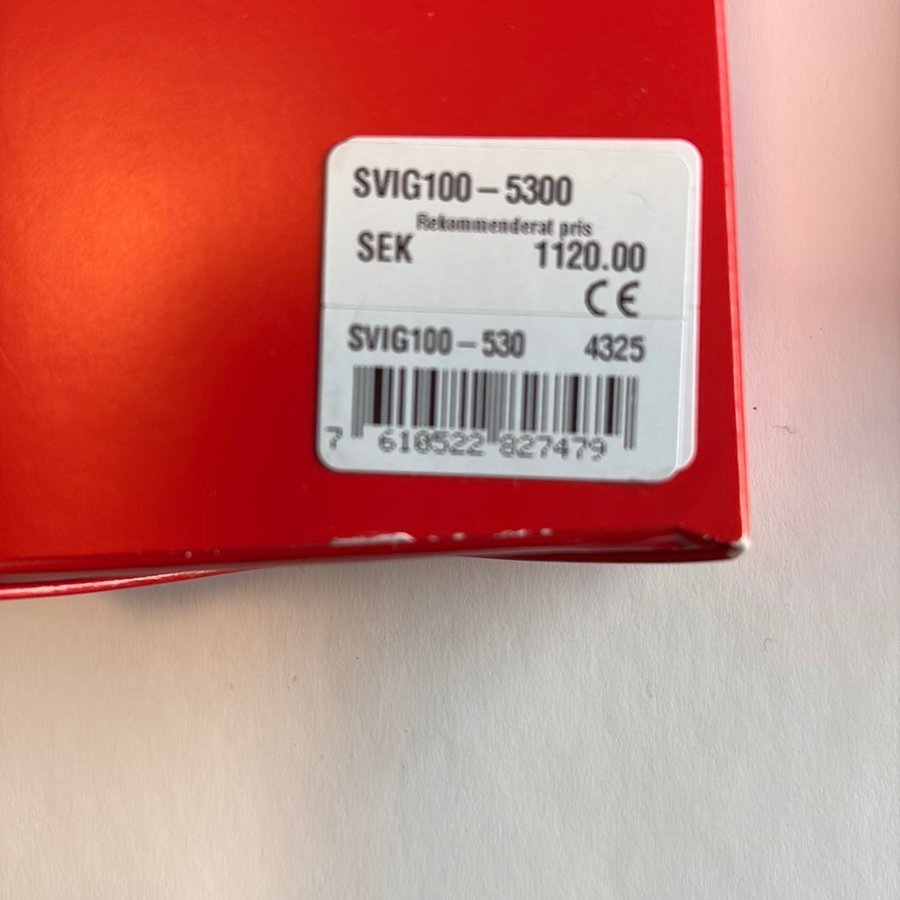 SVIG100-5300
Rekommenderat pris
SEK 1120.00
CE
SVIG100-530 4325
7 610522 827479